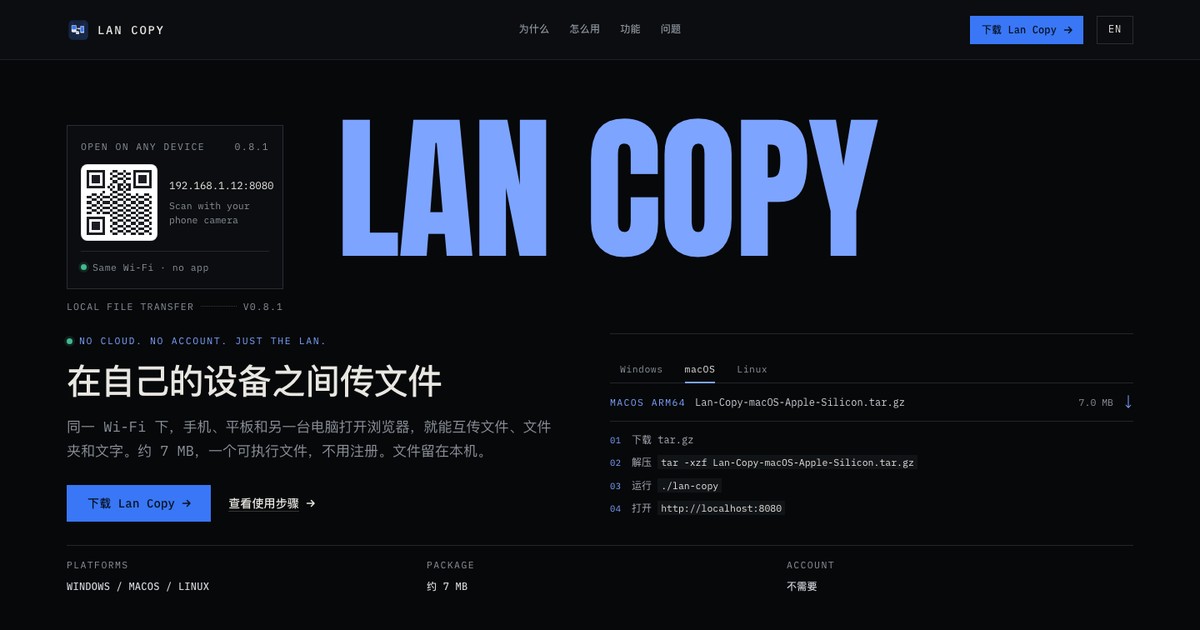 LAN COPY
为什么 怎么用 功能 问题
下载 Lan Copy →
EN
OPEN ON ANY DEVICE 0.8.1
192.168.1.12:8080
Scan with your
phone camera
Same Wi-Fi · no app
LOCAL FILE TRANSFER V0.8.1
LAN COPY
NO CLOUD. NO ACCOUNT. JUST THE LAN.
在自己的设备之间传文件
同一 Wi-Fi 下，手机、平板和另一台电脑打开浏览器，就能互传文件、文件
夹和文字。约 7 MB，一个可执行文件，不用注册。文件留在本机。
下载 Lan Copy →
查看使用步骤 →
Windows macOS Linux
MACOS ARM64 Lan-Copy-macOS-Apple-Silicon.tar.gz 7.0 MB ↓
01 下载 tar.gz
02 解压 tar -xzf Lan-Copy-macOS-Apple-Silicon.tar.gz
03 运行 ./lan-copy
04 打开 http://localhost:8080
PLATFORMS
WINDOWS / MACOS / LINUX
PACKAGE
约 7 MB
ACCOUNT
不需要